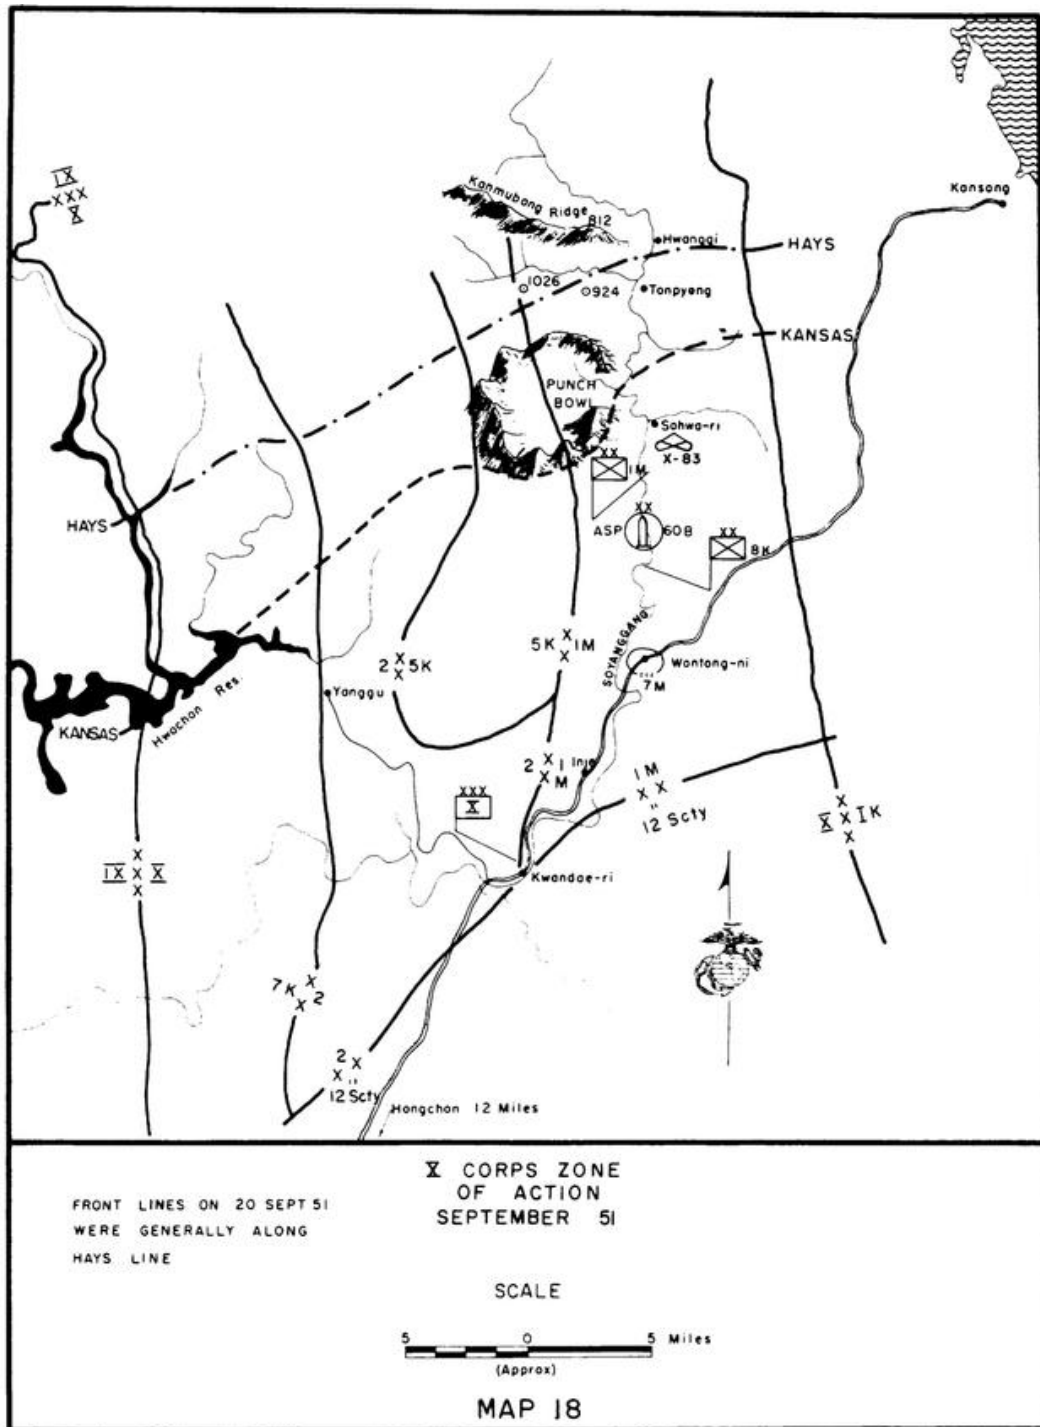 IX
XXX
X
Kansong
Kanmubong Ridge
812
Hwanggi
HAYS
1026
924
Tonpyong
KANSAS
PUNCH
BOWL
Sohwa-ri
XX
1M
X-83
ASP
60B
XX
8K
HAYS
SOYANGGANG
5K X 1M
X
2 X 5K
X
Wontong-ni
7M
Yanggu
Hwachon Res.
KANSAS
2 X 1
X M
Inje
XXX
X
1M
X X
"
12 Scty
X
X X IK
X
Kwandae-ri
X
IX X X
X
7K X 2
X
2 X
X "
12 Scty
Hongchon 12 Miles
X CORPS ZONE
OF ACTION
SEPTEMBER 51
FRONT LINES ON 20 SEPT 51
WERE GENERALLY ALONG
HAYS LINE
SCALE
5 0 5 Miles
(Approx)
MAP 18